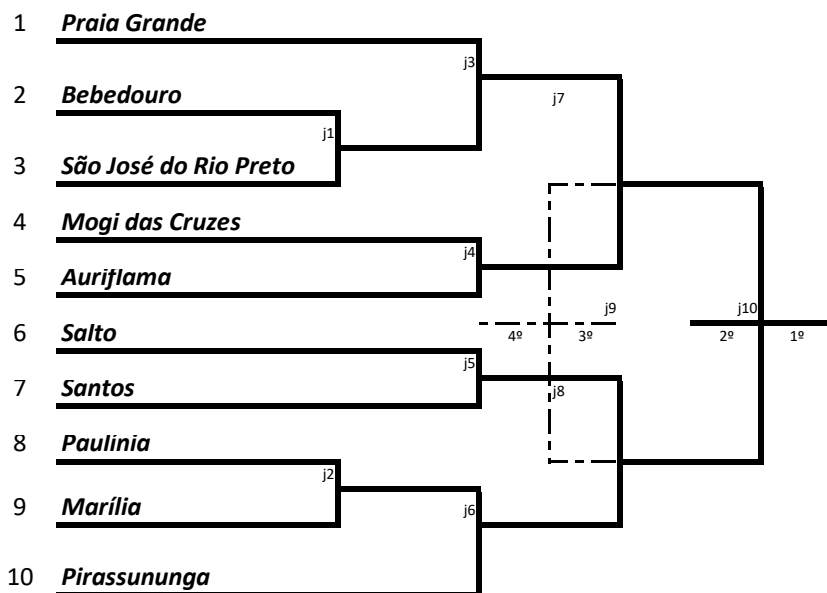 1 Praia Grande
j3
2 Bebedouro
j7
j1
3 São José do Rio Preto
4 Mogi das Cruzes
j4
5 Auriflama
j9
j10
6 Salto
4º 3º 2º 1º
j5
7 Santos
j8
8 Paulínia
j2
9 Marília
j6
10 Pirassununga